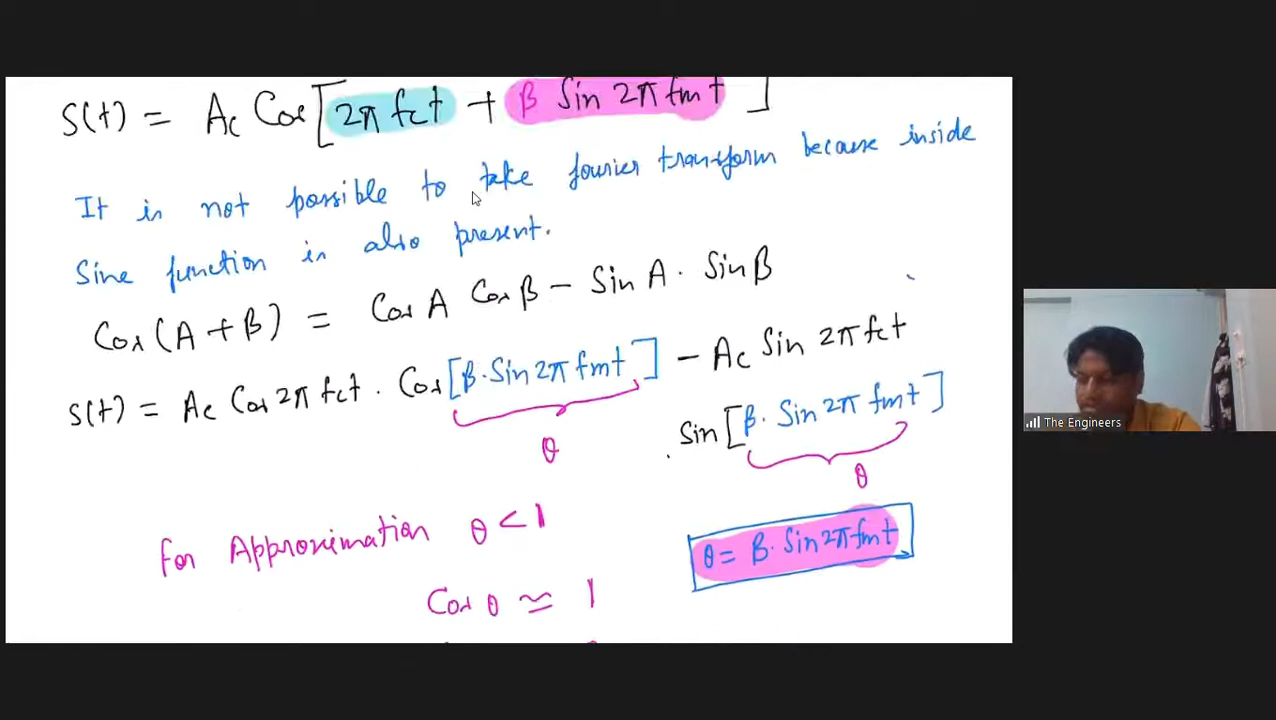 S(t) = Ac Cos[2π fct + β Sin 2π fmt]
It is not possible to take fourier transform because inside
Sine function is also present.
Cos(A+B) = Cos A Cos B - Sin A . Sin B
S(t) = Ac Cos 2π fct . Cos[β.Sin 2π fmt] - Ac Sin 2π fct
. Sin[β. Sin 2π fmt]
θ
θ
For Approximation θ < 1
θ = β. Sin 2π fmt
Cos θ ≃ 1
The Engineers